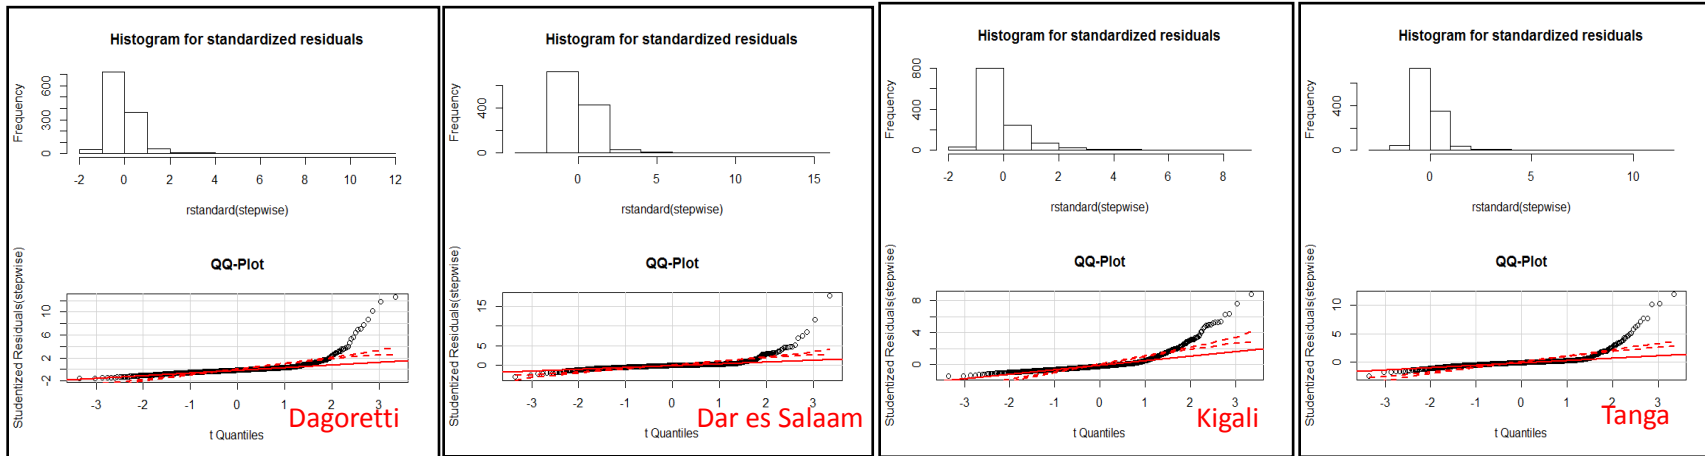 Histogram for standardized residuals
Frequency
0 300 600
-2 0 2 4 6 8 10 12
rstandard(stepwise)
QQ-Plot
Studentized Residuals(stepwise)
-2 2 6 10
-3 -2 -1 0 1 2 3
t Quantiles
Dagoretti
Histogram for standardized residuals
Frequency
0 400
0 5 10 15
rstandard(stepwise)
QQ-Plot
Studentized Residuals(stepwise)
0 5 15
-3 -2 -1 0 1 2 3
t Quantiles
Dar es Salaam
Histogram for standardized residuals
Frequency
0 400 800
-2 0 2 4 6 8
rstandard(stepwise)
QQ-Plot
Studentized Residuals(stepwise)
0 4 8
-3 -2 -1 0 1 2 3
t Quantiles
Kigali
Histogram for standardized residuals
Frequency
0 400
0 5 10
rstandard(stepwise)
QQ-Plot
Studentized Residuals(stepwise)
0 5 10
-3 -2 -1 0 1 2 3
t Quantiles
Tanga